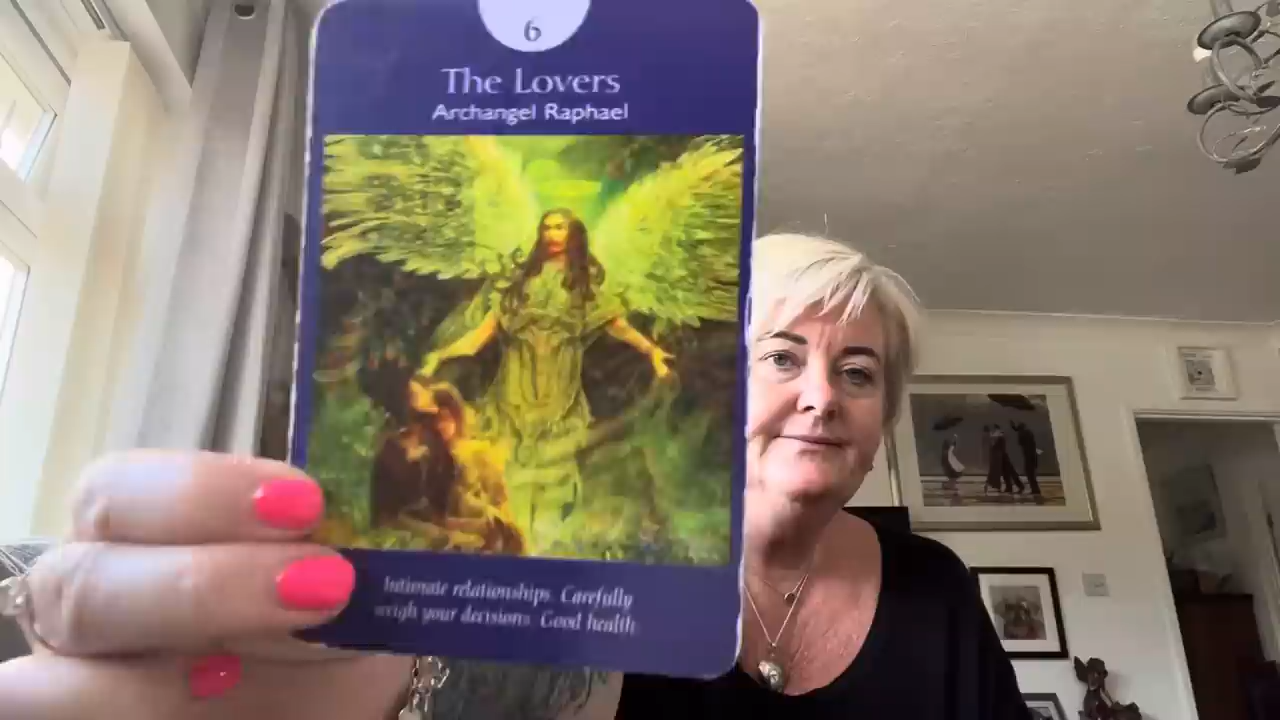 6
The Lovers
Archangel Raphael
Intimate relationships. Carefully
weigh your decisions. Good health.